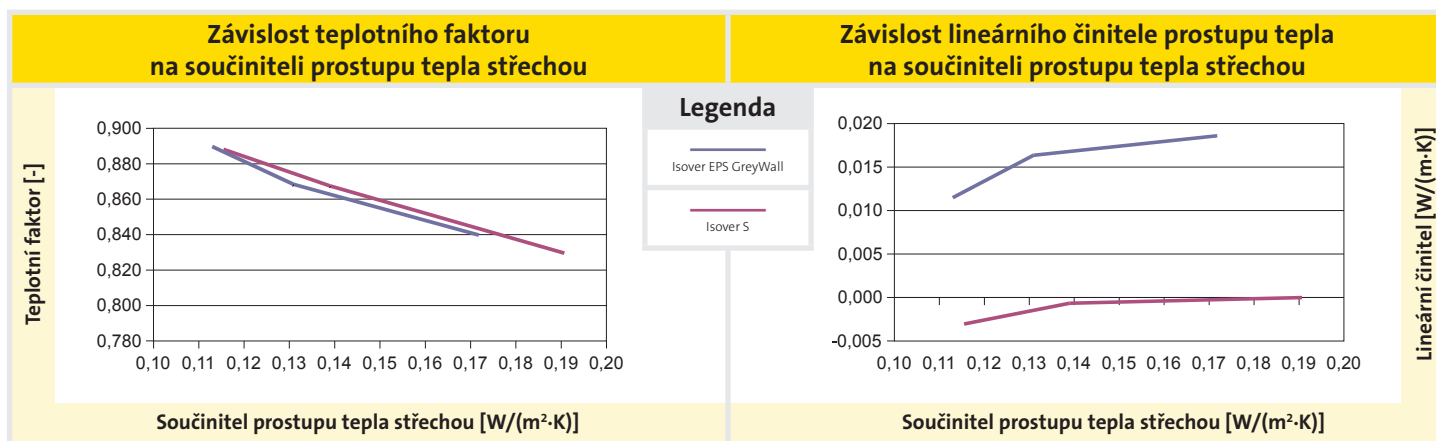 Závislost teplotního faktoru
na součiniteli prostupu tepla střechou
Teplotní faktor [-]
0,900
0,880
0,860
0,840
0,820
0,800
0,780
0,10 0,11 0,12 0,13 0,14 0,15 0,16 0,17 0,18 0,19 0,20
Součinitel prostupu tepla střechou [W/(m²·K)]
Legenda
Isover EPS GreyWall
Isover S
Závislost lineárního činitele prostupu tepla
na součiniteli prostupu tepla střechou
0,020
0,015
0,010
0,005
0,000
-0,005
0,10 0,11 0,12 0,13 0,14 0,15 0,16 0,17 0,18 0,19 0,20
Lineární činitel [W/(m·K)]
Součinitel prostupu tepla střechou [W/(m²·K)]